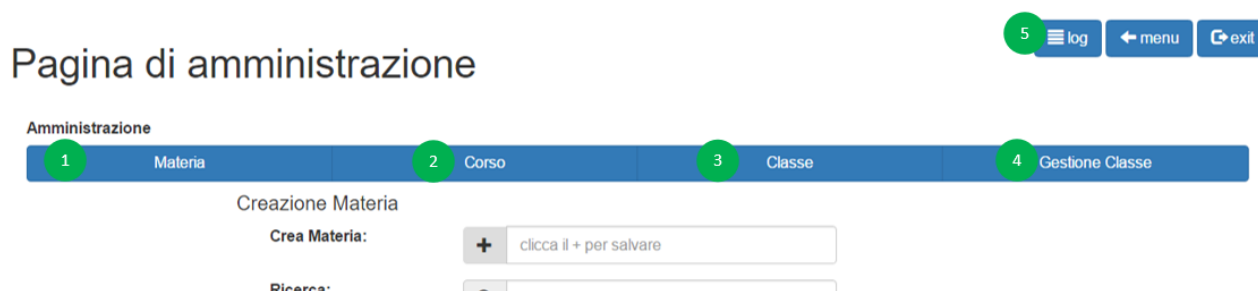 5 log menu exit
Pagina di amministrazione
Amministrazione
1 Materia 2 Corso 3 Classe 4 Gestione Classe
Creazione Materia
Crea Materia:
clicca il + per salvare
Ricerca: